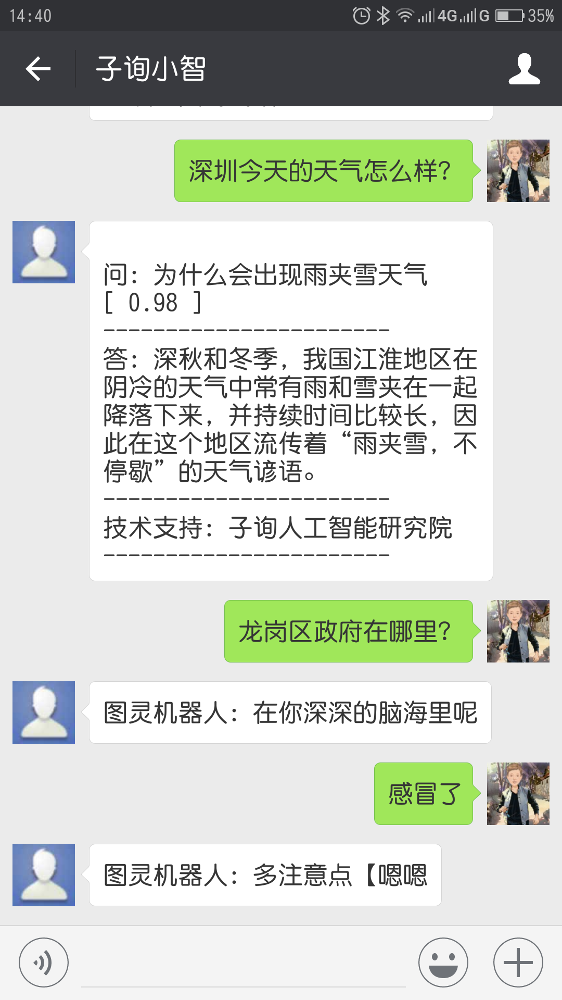 14:40
4G
G
35%
子询小智
深圳今天的天气怎么样?
问：为什么会出现雨夹雪天气
[ 0.98 ]
-----------------------
答：深秋和冬季，我国江淮地区在
阴冷的天气中常有雨和雪夹在一起
降落下来，并持续时间比较长，因
此在这个地区流传着“雨夹雪，不
停歇”的天气谚语。
-----------------------
技术支持：子询人工智能研究院
-----------------------
龙岗区政府在哪里?
图灵机器人：在你深深的脑海里呢
感冒了
图灵机器人：多注意点【嗯嗯